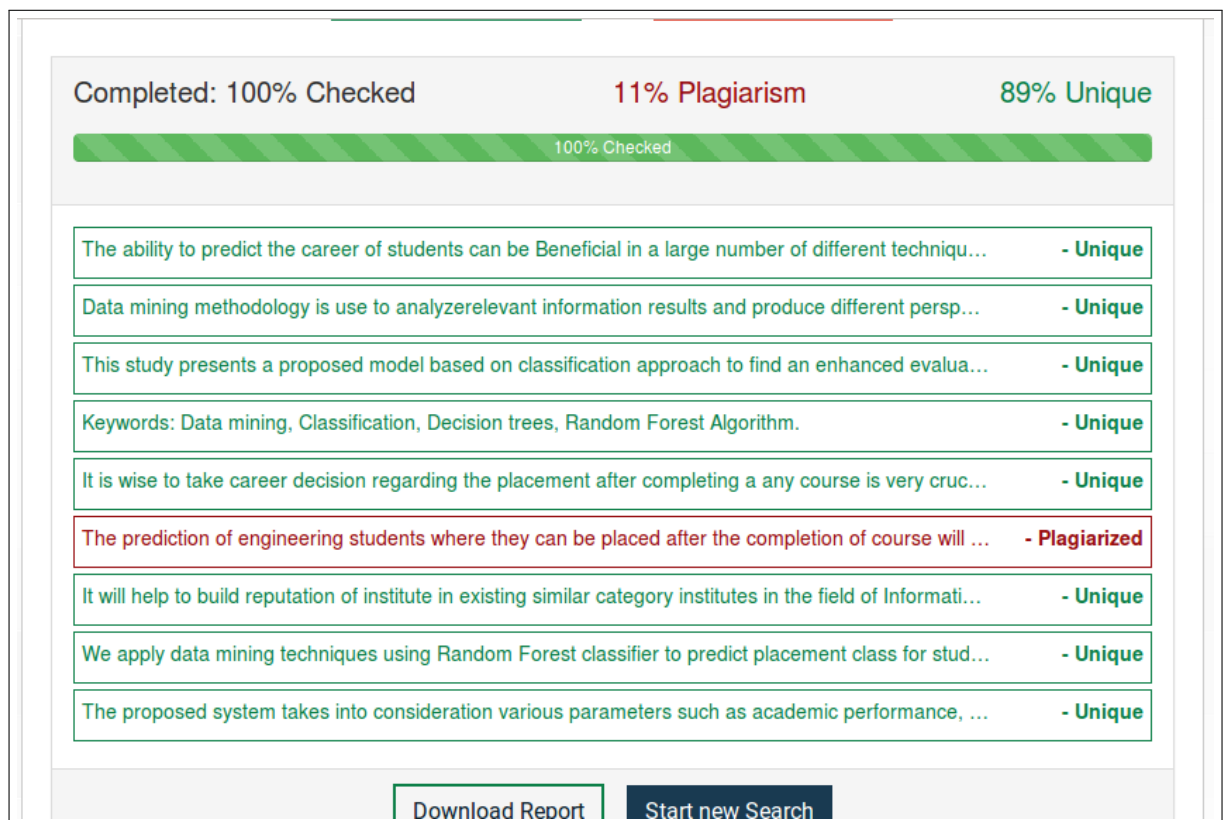 Completed: 100% Checked 11% Plagiarism 89% Unique
100% Checked
The ability to predict the career of students can be Beneficial in a large number of different techniqu... - Unique
Data mining methodology is use to analyzerelevant information results and produce different persp... - Unique
This study presents a proposed model based on classification approach to find an enhanced evalua... - Unique
Keywords: Data mining, Classification, Decision trees, Random Forest Algorithm. - Unique
It is wise to take career decision regarding the placement after completing a any course is very cruc... - Unique
The prediction of engineering students where they can be placed after the completion of course will ... - Plagiarized
It will help to build reputation of institute in existing similar category institutes in the field of Informati... - Unique
We apply data mining techniques using Random Forest classifier to predict placement class for stud... - Unique
The proposed system takes into consideration various parameters such as academic performance, ... - Unique
Download Report Start new Search